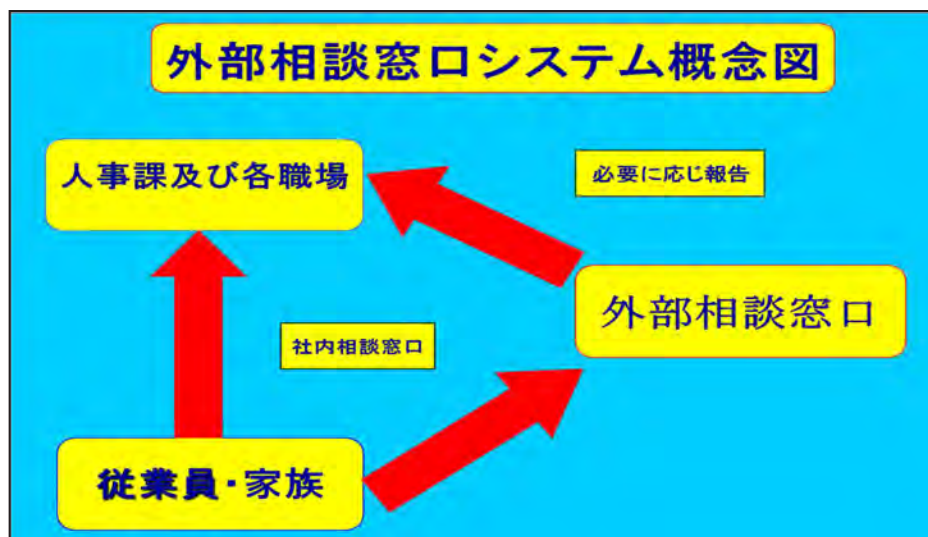 外部相談窓口システム概念図
人事課及び各職場
必要に応じ報告
外部相談窓口
社内相談窓口
従業員・家族